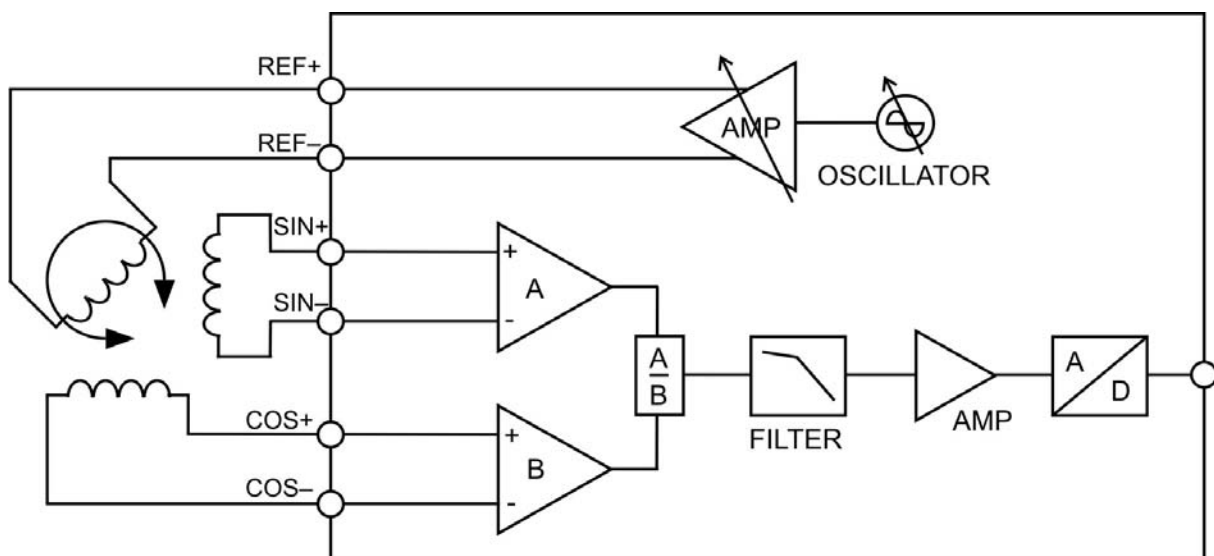 REF+
AMP
REF–
OSCILLATOR
SIN+
+
A
SIN–
-
A
B
A
D
FILTER
AMP
COS+
+
B
COS–
-